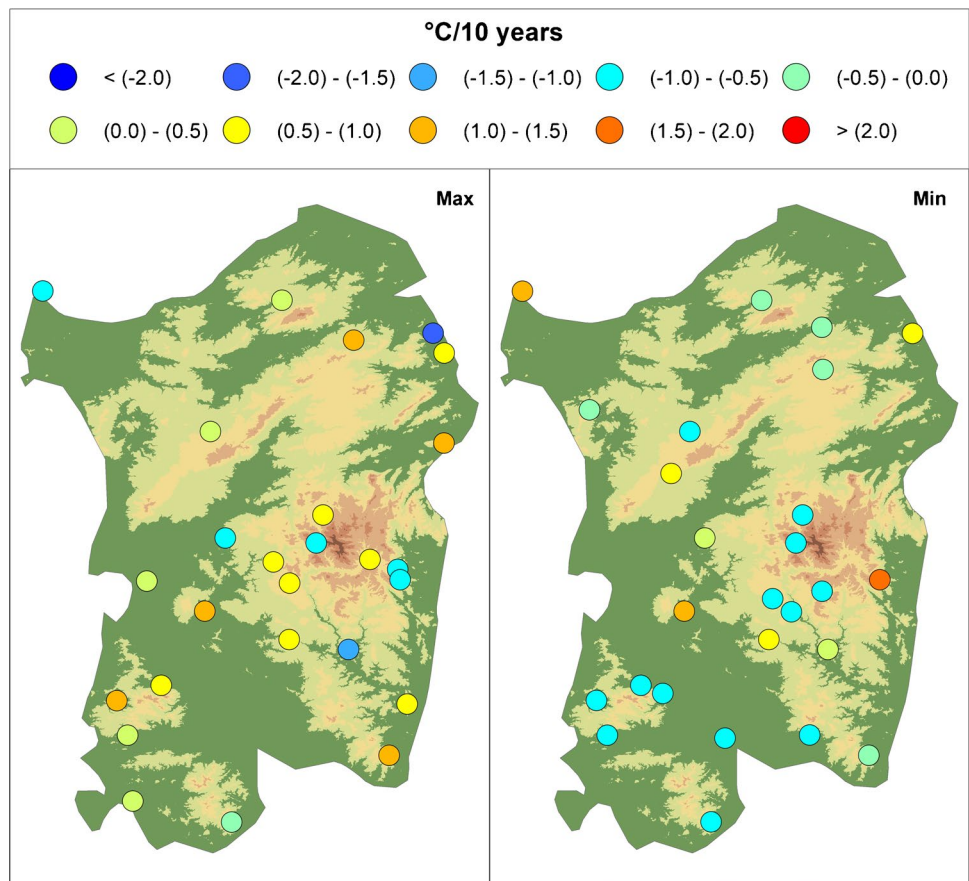 °C/10 years
< (-2.0) (-2.0) - (-1.5) (-1.5) - (-1.0) (-1.0) - (-0.5) (-0.5) - (0.0)
(0.0) - (0.5) (0.5) - (1.0) (1.0) - (1.5) (1.5) - (2.0) > (2.0)
Max Min